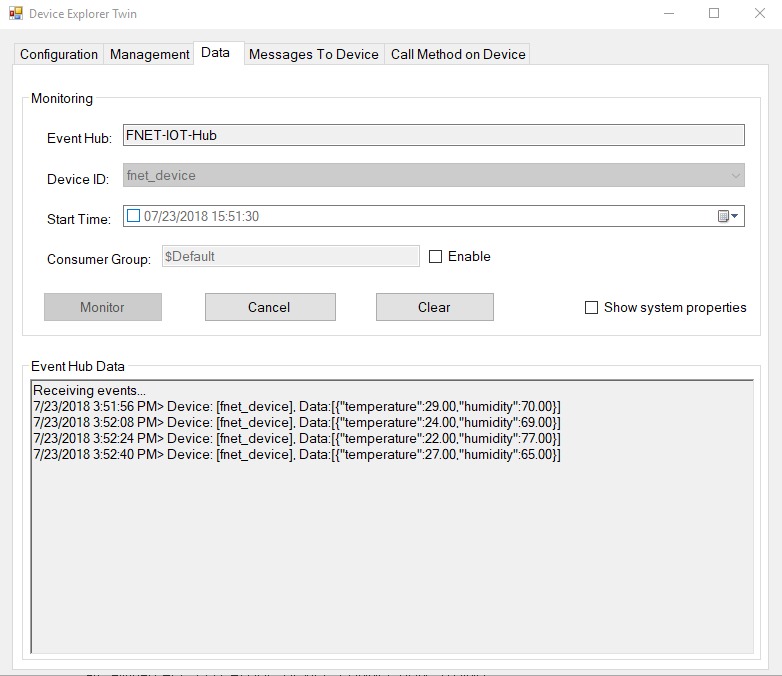 Device Explorer Twin
Configuration Management Data Messages To Device Call Method on Device
Monitoring
Event Hub: FNET-IOT-Hub
Device ID: fnet_device
Start Time: 07/23/2018 15:51:30
Consumer Group: $Default Enable
Monitor Cancel Clear Show system properties
Event Hub Data
Receiving events...
7/23/2018 3:51:56 PM> Device: [fnet_device], Data:[{"temperature":29.00,"humidity":70.00}]
7/23/2018 3:52:08 PM> Device: [fnet_device], Data:[{"temperature":24.00,"humidity":69.00}]
7/23/2018 3:52:24 PM> Device: [fnet_device], Data:[{"temperature":22.00,"humidity":77.00}]
7/23/2018 3:52:40 PM> Device: [fnet_device], Data:[{"temperature":27.00,"humidity":65.00}]